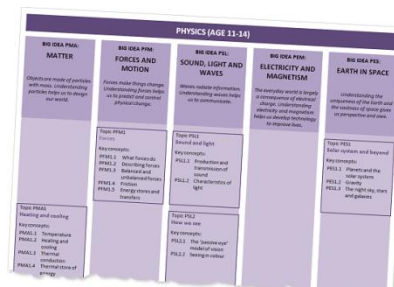 PHYSICS (AGE 11-14)
BIG IDEA PMA:
MATTER
Objects are made of particles
with mass. Understanding
particles helps us to design
our world.
BIG IDEA PFM:
FORCES AND
MOTION
Forces make things change.
Understanding forces helps
us to predict and control
physical change.
BIG IDEA PSL:
SOUND, LIGHT AND
WAVES
Waves radiate information.
Understanding waves helps
us to communicate.
BIG IDEA PEM:
ELECTRICITY AND
MAGNETISM
The everyday world is largely
a consequence of electrical
charge. Understanding
electricity and magnetism
helps us develop technology
to improve lives.
BIG IDEA PES:
EARTH IN SPACE
Understanding the
uniqueness of the Earth and
the vastness of space gives
us perspective and awe.
Topic PMA1
Heating and cooling
Key concepts:
PMA1.1 Temperature
PMA1.2 Heating and
cooling
PMA1.3 Thermal
conduction
PMA1.4 Thermal store of
energy
Topic PFM1
Forces
Key concepts:
PFM1.1 What forces do
PFM1.2 Describing forces
PFM1.3 Balanced and
unbalanced forces
PFM1.4 Friction
PFM1.5 Energy stores and
transfers
Topic PSL1
Sound and light
Key concepts:
PSL1.1 Production and
transmission of
sound
PSL1.2 Characteristics of
light
Topic PSL2
How we see
Key concepts:
PSL2.1 The 'passive eye'
model of vision
PSL2.2 Seeing in colour
Topic PES1
Solar system and beyond
Key concepts:
PES1.1 Planets and the
solar system
PES1.2 Gravity
PES1.3 The night sky, stars
and galaxies